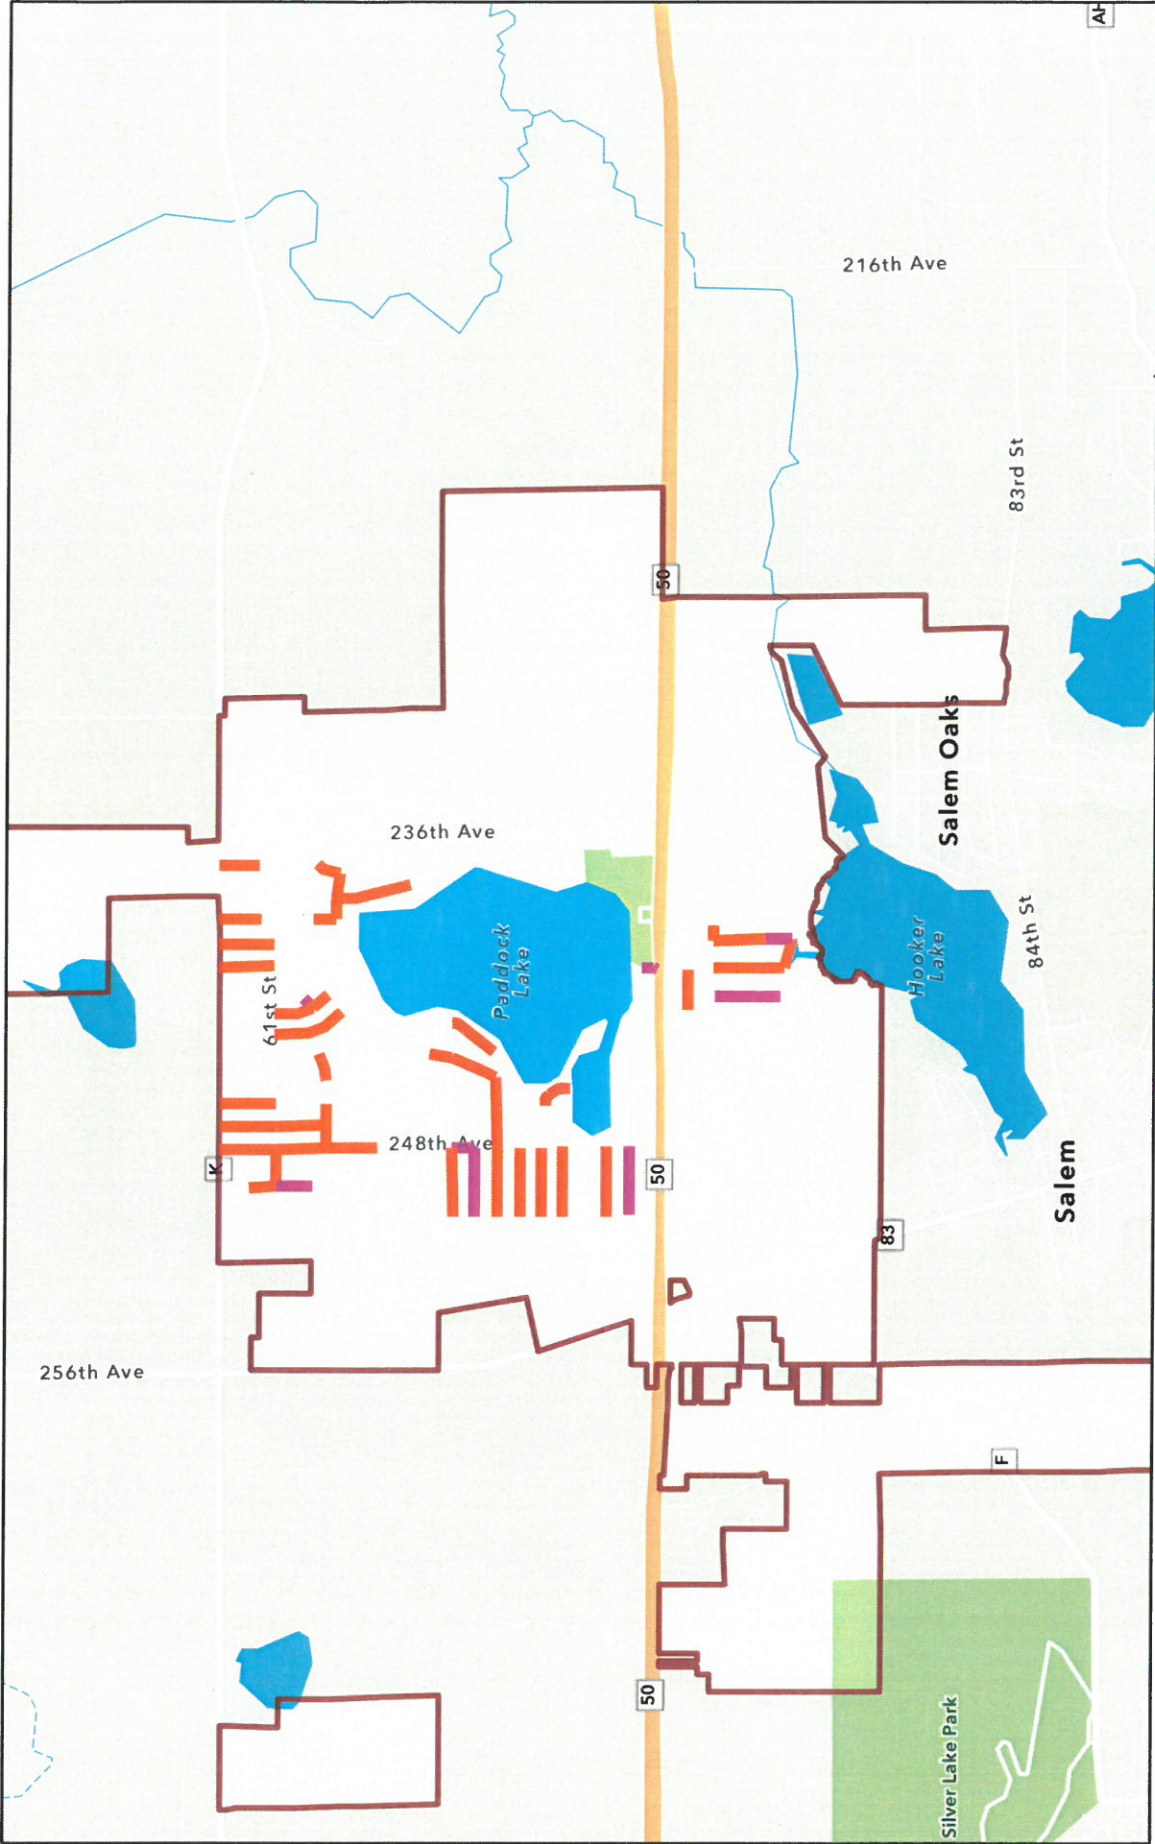 AH
216th Ave
83rd St
50
Salem Oaks
236th Ave
Paddock
Lake
Hooker
Lake
84th St
61st St
248th Ave
K
50
Salem
83
256th Ave
F
50
Silver Lake Park